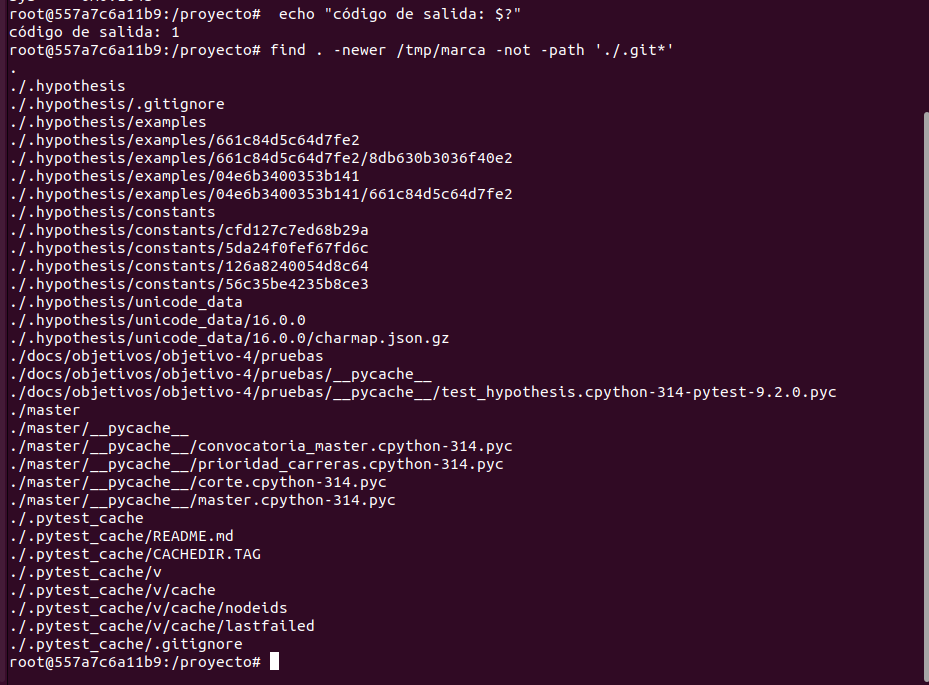 root@557a7c6a11b9:/proyecto#  echo "código de salida: $?"
código de salida: 1
root@557a7c6a11b9:/proyecto# find . -newer /tmp/marca -not -path './.git*'
.
./.hypothesis
./.hypothesis/.gitignore
./.hypothesis/examples
./.hypothesis/examples/661c84d5c64d7fe2
./.hypothesis/examples/661c84d5c64d7fe2/8db630b3036f40e2
./.hypothesis/examples/04e6b3400353b141
./.hypothesis/examples/04e6b3400353b141/661c84d5c64d7fe2
./.hypothesis/constants
./.hypothesis/constants/cfd127c7ed68b29a
./.hypothesis/constants/5da24f0fef67fd6c
./.hypothesis/constants/126a8240054d8c64
./.hypothesis/constants/56c35be4235b8ce3
./.hypothesis/unicode_data
./.hypothesis/unicode_data/16.0.0
./.hypothesis/unicode_data/16.0.0/charmap.json.gz
./docs/objetivos/objetivo-4/pruebas
./docs/objetivos/objetivo-4/pruebas/__pycache__
./docs/objetivos/objetivo-4/pruebas/__pycache__/test_hypothesis.cpython-314-pytest-9.2.0.pyc
./master
./master/__pycache__
./master/__pycache__/convocatoria_master.cpython-314.pyc
./master/__pycache__/prioridad_carreras.cpython-314.pyc
./master/__pycache__/corte.cpython-314.pyc
./master/__pycache__/master.cpython-314.pyc
./.pytest_cache
./.pytest_cache/README.md
./.pytest_cache/CACHEDIR.TAG
./.pytest_cache/v
./.pytest_cache/v/cache
./.pytest_cache/v/cache/nodeids
./.pytest_cache/v/cache/lastfailed
./.pytest_cache/.gitignore
root@557a7c6a11b9:/proyecto#